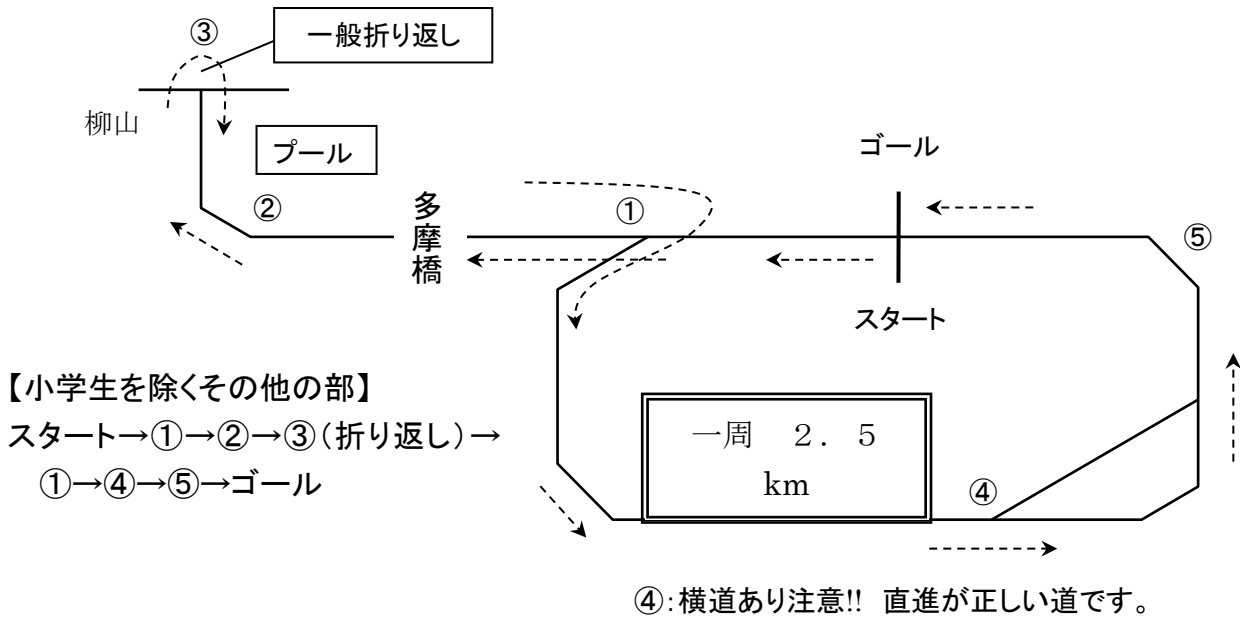 ③
一般折り返し
柳山
プール
ゴール
②
多摩橋
①
⑤
スタート
【小学生を除くその他の部】
スタート→①→②→③(折り返し)→
①→④→⑤→ゴール
一周 2.5
km
④
④:横道あり注意!! 直進が正しい道です。